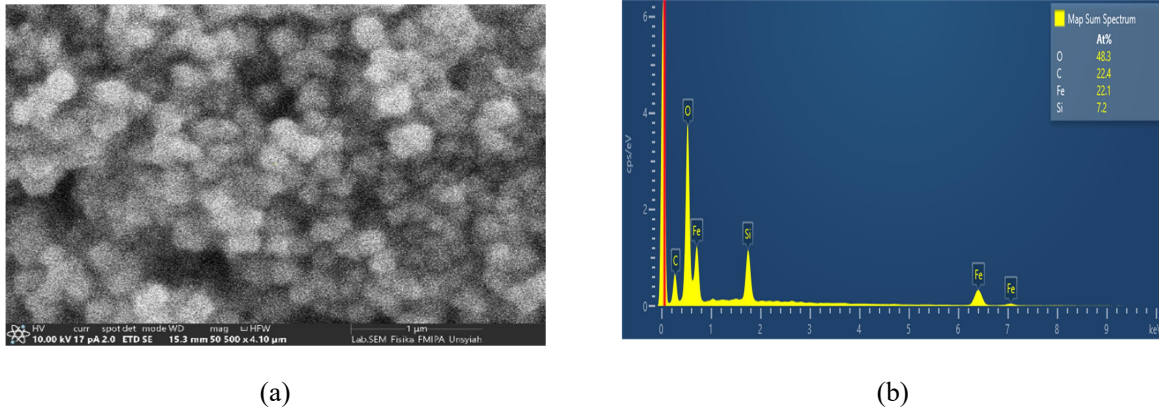 HV curr spot det mode WD mag HFW 1 µm
10.00 kV 17 pA 2.0 ETD SE 15.3 mm 50 500 x 4.10 µm Lab.SEM Fisika FMIPA Unsyiah
(a)
Map Sum Spectrum
At%
O 48.3
C 22.4
Fe 22.1
Si 7.2
6
4
2
0
cps/eV
O
Fe
C
Si
Fe
Fe
0 1 2 3 4 5 6 7 8 9 keV
(b)